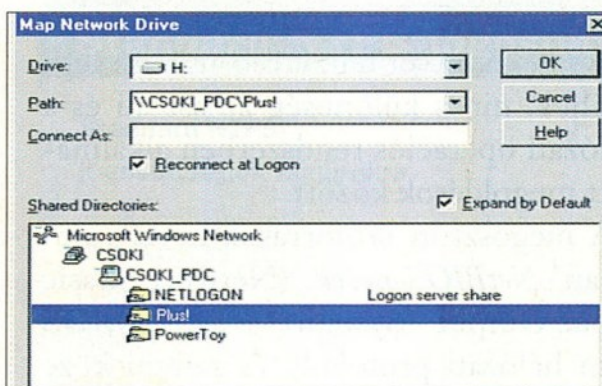 Map Network Drive
Drive: H: OK
Path: \\CSOKI_PDC\Plus! Cancel
Connect As: Help
Reconnect at Logon
Shared Directories: Expand by Default
Microsoft Windows Network
CSOKI
CSOKI_PDC
NETLOGON Logon server share
Plus!
PowerToy